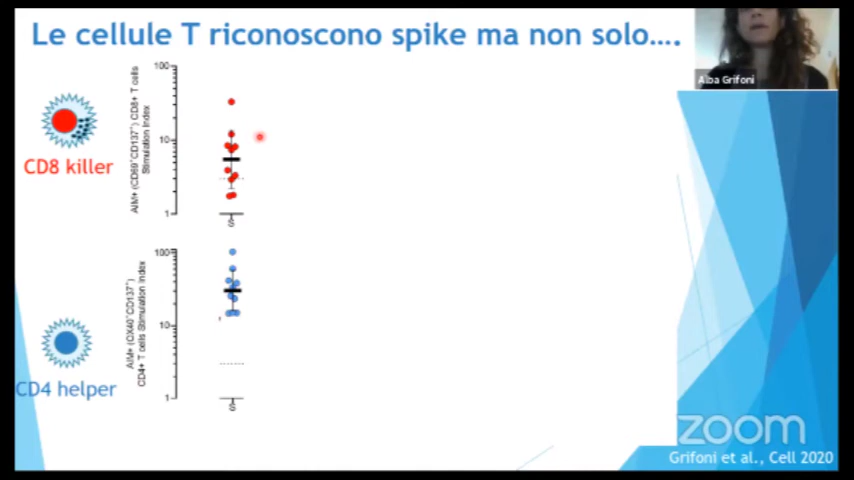 Le cellule T riconoscono spike ma non solo….
Alba Grifoni
CD8 killer
AIM+ (CD69⁺CD137⁺) CD8+ T cells
Stimulation Index
100
10
1
S
CD4 helper
AIM+ (OX40⁺CD137⁺)
CD4+ T cells Stimulation Index
100
10
1
S
zoom
Grifoni et al., Cell 2020